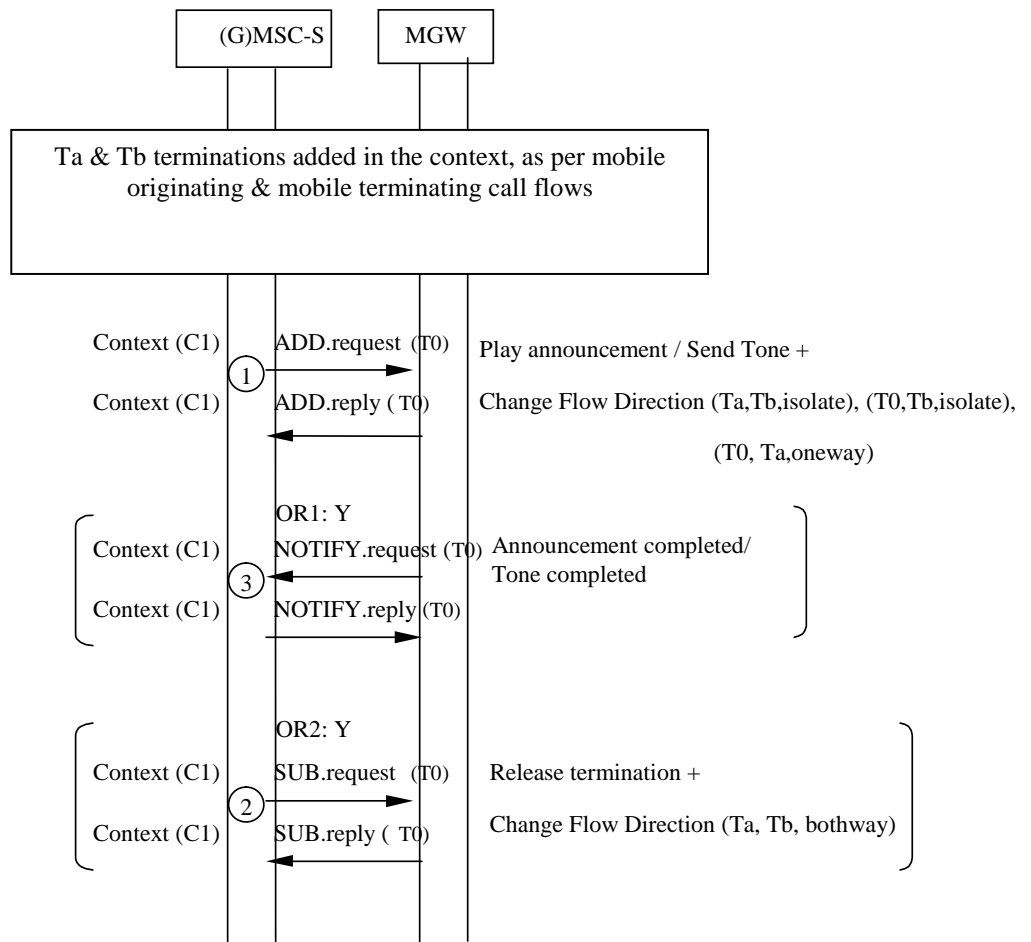 (G)MSC-S MGW
Ta & Tb terminations added in the context, as per mobile
originating & mobile terminating call flows
Context (C1) ADD.request (T0) Play announcement / Send Tone +
1
Context (C1) ADD.reply ( T0) Change Flow Direction (Ta,Tb,isolate), (T0,Tb,isolate),
(T0, Ta,oneway)
OR1: Y
Context (C1) NOTIFY.request (T0) Announcement completed/
Tone completed
3
Context (C1) NOTIFY.reply (T0)
OR2: Y
Context (C1) SUB.request (T0) Release termination +
2
Context (C1) SUB.reply ( T0) Change Flow Direction (Ta, Tb, bothway)